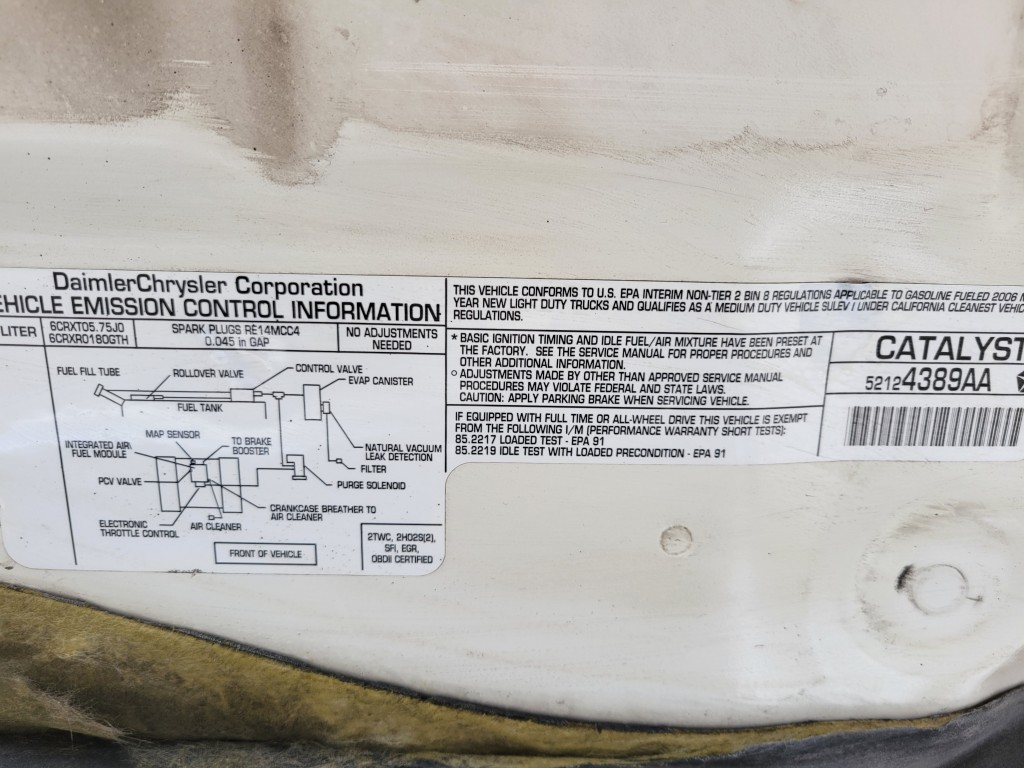 DaimlerChrysler Corporation
EHICLE EMISSION CONTROL INFORMATION
LITER
6CRXT05.75J0
6CRXR0180GTH
SPARK PLUGS RE14MCC4
0.045 in GAP
NO ADJUSTMENTS
NEEDED
FUEL FILL TUBE
ROLLOVER VALVE
CONTROL VALVE
EVAP CANISTER
FUEL TANK
MAP SENSOR
INTEGRATED AIR/
FUEL MODULE
TO BRAKE
BOOSTER
NATURAL VACUUM
LEAK DETECTION
FILTER
PCV VALVE
PURGE SOLENOID
CRANKCASE BREATHER TO
AIR CLEANER
ELECTRONIC
THROTTLE CONTROL
AIR CLEANER
FRONT OF VEHICLE
2TWC, 2HO2S(2),
SFI, EGR,
OBDII CERTIFIED
THIS VEHICLE CONFORMS TO U.S. EPA INTERIM NON-TIER 2 BIN 8 REGULATIONS APPLICABLE TO GASOLINE FUELED 2006 M
YEAR NEW LIGHT DUTY TRUCKS AND QUALIFIES AS A MEDIUM DUTY VEHICLE SULEV I UNDER CALIFORNIA CLEANEST VEHIC
REGULATIONS.
* BASIC IGNITION TIMING AND IDLE FUEL/AIR MIXTURE HAVE BEEN PRESET AT
THE FACTORY. SEE THE SERVICE MANUAL FOR PROPER PROCEDURES AND
OTHER ADDITIONAL INFORMATION.
○ ADJUSTMENTS MADE BY OTHER THAN APPROVED SERVICE MANUAL
PROCEDURES MAY VIOLATE FEDERAL AND STATE LAWS.
CAUTION: APPLY PARKING BRAKE WHEN SERVICING VEHICLE.
IF EQUIPPED WITH FULL TIME OR ALL-WHEEL DRIVE THIS VEHICLE IS EXEMPT
FROM THE FOLLOWING I/M (PERFORMANCE WARRANTY SHORT TESTS):
85.2217 LOADED TEST - EPA 91
85.2219 IDLE TEST WITH LOADED PRECONDITION - EPA 91
CATALYST
52124389AA